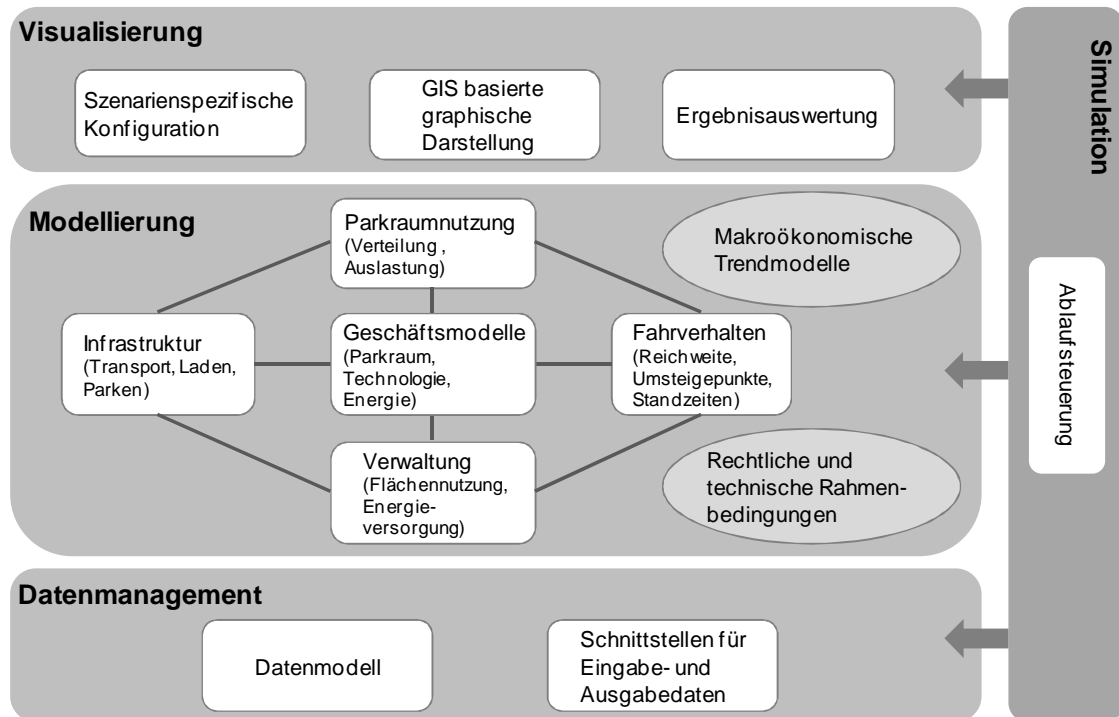 Visualisierung
Szenarienspezifische
Konfiguration
GIS basierte
graphische
Darstellung
Ergebnisauswertung
Modellierung
Parkraumnutzung
(Verteilung ,
Auslastung)
Makroökonomische
Trendmodelle
Infrastruktur
(Transport, Laden,
Parken)
Geschäftsmodelle
(Parkraum,
Technologie,
Energie)
Fahrverhalten
(Reichweite,
Umsteigepunkte,
Standzeiten)
Verwaltung
(Flächennutzung,
Energie-
versorgung)
Rechtliche und
technische Rahmen-
bedingungen
Datenmanagement
Datenmodell
Schnittstellen für
Eingabe- und
Ausgabedaten
Simulation
Ablaufsteuerung